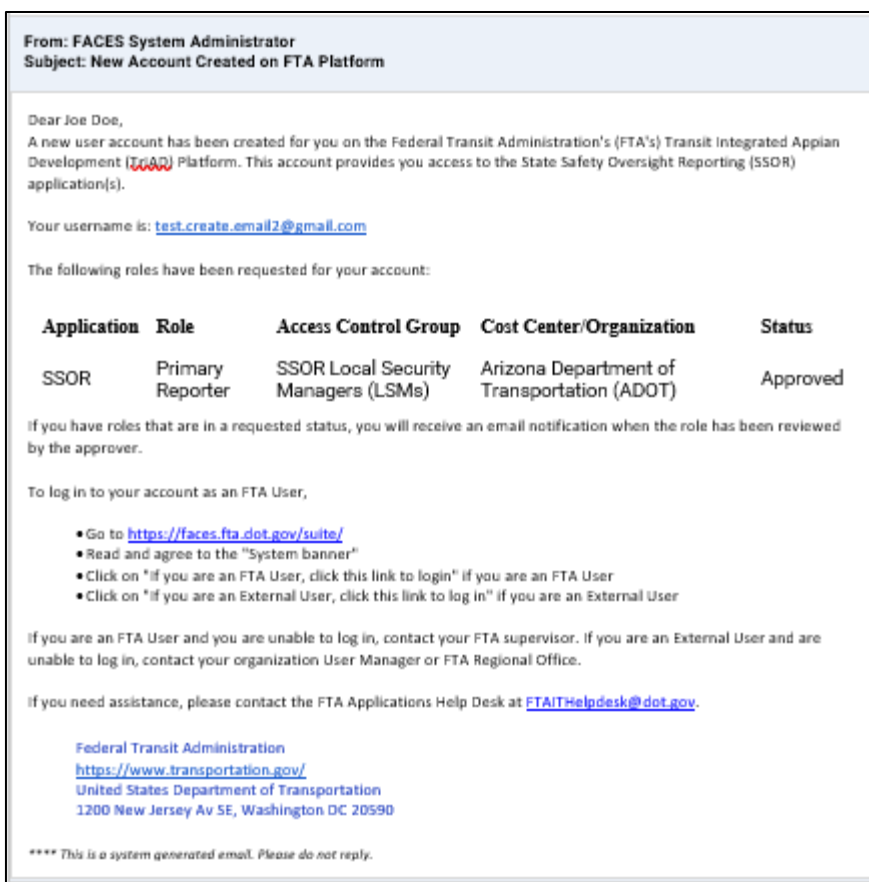 From: FACES System Administrator
Subject: New Account Created on FTA Platform
Dear Joe Doe,
A new user account has been created for you on the Federal Transit Administration's (FTA's) Transit Integrated Appian
Development (TriAD) Platform. This account provides you access to the State Safety Oversight Reporting (SSOR)
application(s).
Your username is: test.create.email2@gmail.com
The following roles have been requested for your account:
Application Role Access Control Group Cost Center/Organization Status
SSOR Primary Reporter SSOR Local Security Managers (LSMs) Arizona Department of Transportation (ADOT) Approved
If you have roles that are in a requested status, you will receive an email notification when the role has been reviewed
by the approver.
To log in to your account as an FTA User,
• Go to https://faces.fta.dot.gov/suite/
• Read and agree to the "System banner"
• Click on "If you are an FTA User, click this link to login" if you are an FTA User
• Click on "If you are an External User, click this link to log in" if you are an External User
If you are an FTA User and you are unable to log in, contact your FTA supervisor. If you are an External User and are
unable to log in, contact your organization User Manager or FTA Regional Office.
If you need assistance, please contact the FTA Applications Help Desk at FTAITHelpdesk@dot.gov.
Federal Transit Administration
https://www.transportation.gov/
United States Department of Transportation
1200 New Jersey Av SE, Washington DC 20590
**** This is a system generated email. Please do not reply.